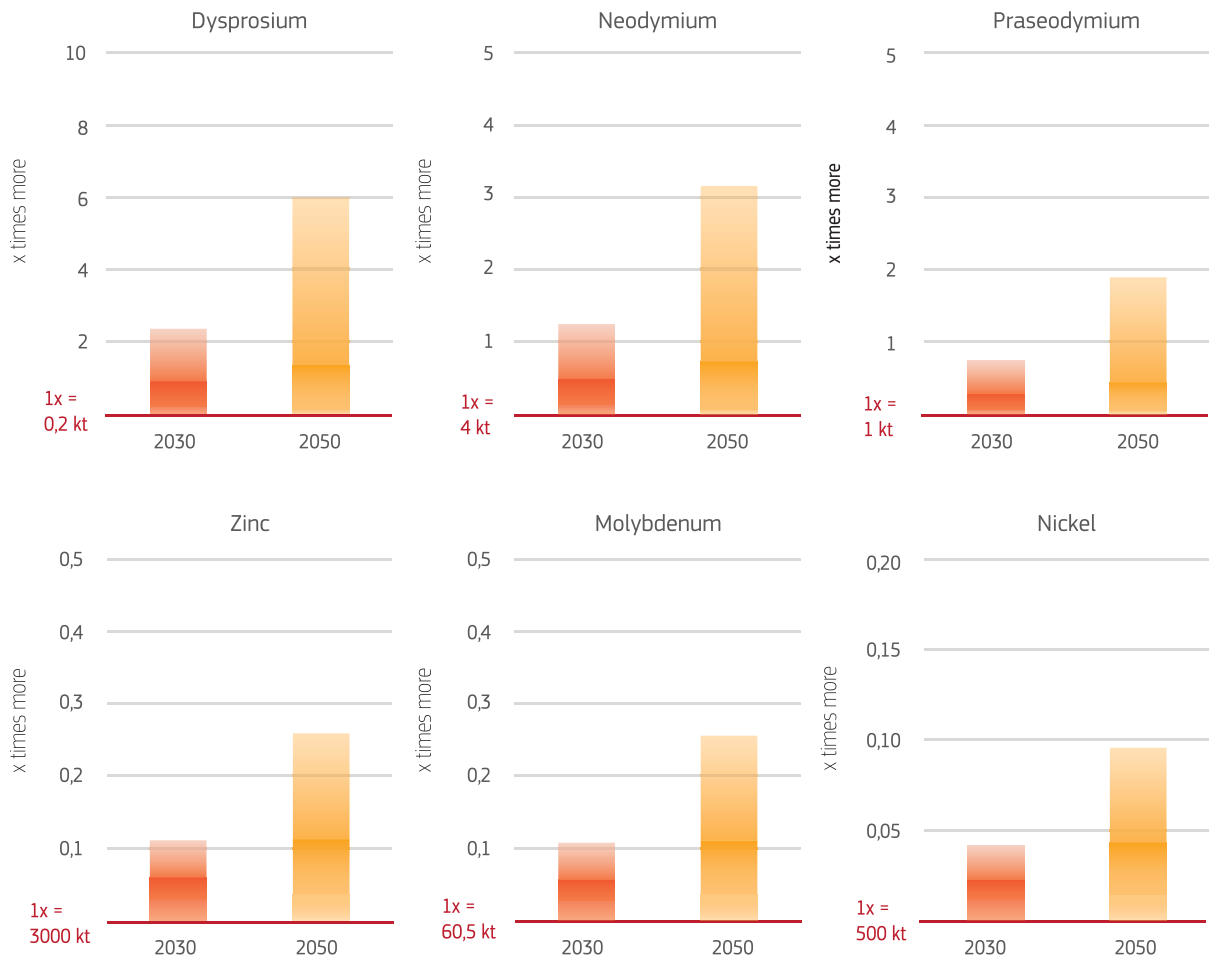 Dysprosium
10
8
6
4
2
x times more
1x =
0,2 kt
2030
2050
Neodymium
5
4
3
2
1
x times more
1x =
4 kt
2030
2050
Praseodymium
5
4
3
2
1
x times more
1x =
1 kt
2030
2050
Zinc
0,5
0,4
0,3
0,2
0,1
x times more
1x =
3000 kt
2030
2050
Molybdenum
0,5
0,4
0,3
0,2
0,1
x times more
1x =
60,5 kt
2030
2050
Nickel
0,20
0,15
0,10
0,05
x times more
1x =
500 kt
2030
2050